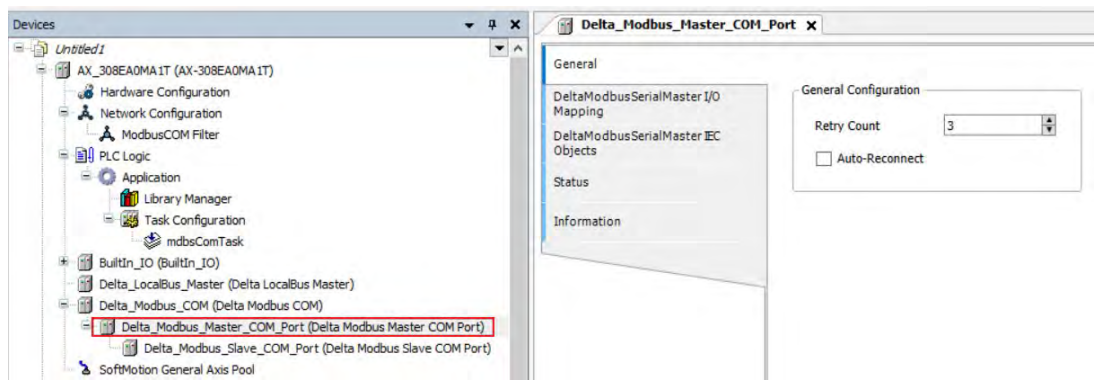 Devices
Untitled1
AX_308EA0MA1T (AX-308EA0MA1T)
Hardware Configuration
Network Configuration
ModbusCOM Filter
PLC Logic
Application
Library Manager
Task Configuration
mdbsComTask
BuiltIn_IO (BuiltIn_IO)
Delta_LocalBus_Master (Delta LocalBus Master)
Delta_Modbus_COM (Delta Modbus COM)
Delta_Modbus_Master_COM_Port (Delta Modbus Master COM Port)
Delta_Modbus_Slave_COM_Port (Delta Modbus Slave COM Port)
SoftMotion General Axis Pool
Delta_Modbus_Master_COM_Port
General
DeltaModbusSerialMaster I/O
Mapping
DeltaModbusSerialMaster IEC
Objects
Status
Information
General Configuration
Retry Count 3
Auto-Reconnect